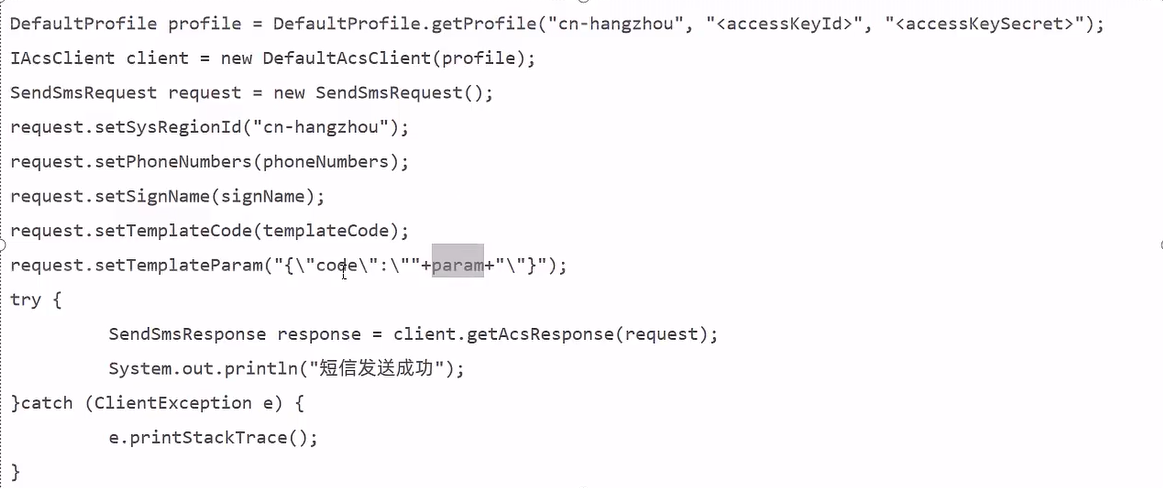 DefaultProfile profile = DefaultProfile.getProfile("cn-hangzhou", "<accessKeyId>", "<accessKeySecret>");
IAcsClient client = new DefaultAcsClient(profile);
SendSmsRequest request = new SendSmsRequest();
request.setSysRegionId("cn-hangzhou");
request.setPhoneNumbers(phoneNumbers);
request.setSignName(signName);
request.setTemplateCode(templateCode);
request.setTemplateParam("{\"code\":\""+param+"\"}");
try {
        SendSmsResponse response = client.getAcsResponse(request);
        System.out.println("短信发送成功");
}catch (ClientException e) {
        e.printStackTrace();
}